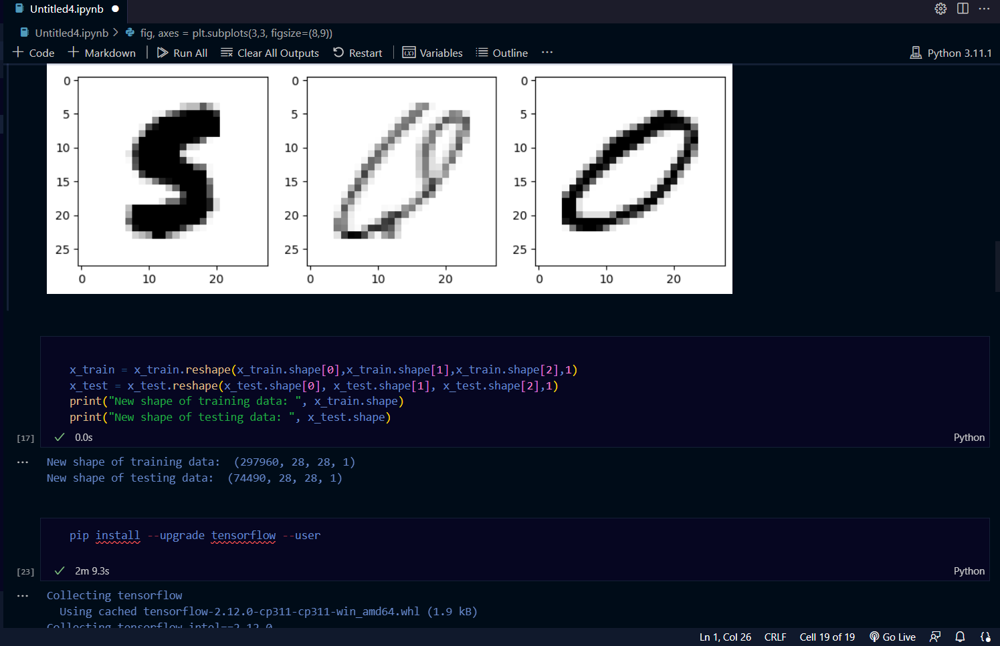 Untitled4.ipynb
Untitled4.ipynb > fig, axes = plt.subplots(3,3, figsize=(8,9))
+ Code + Markdown | Run All Clear All Outputs Restart | Variables Outline ··· Python 3.11.1
0 0 0
5 5 5
10 10 10
15 15 15
20 20 20
25 25 25
0 10 20 0 10 20 0 10 20
x_train = x_train.reshape(x_train.shape[0],x_train.shape[1],x_train.shape[2],1)
x_test = x_test.reshape(x_test.shape[0], x_test.shape[1], x_test.shape[2],1)
print("New shape of training data: ", x_train.shape)
print("New shape of testing data: ", x_test.shape)
[17] 0.0s Python
New shape of training data:  (297960, 28, 28, 1)
New shape of testing data:  (74490, 28, 28, 1)
pip install --upgrade tensorflow --user
[23] 2m 9.3s Python
Collecting tensorflow
Using cached tensorflow-2.12.0-cp311-cp311-win_amd64.whl (1.9 kB)
Collecting tensorflow-intel==2.12.0
Ln 1, Col 26 CRLF Cell 19 of 19 Go Live